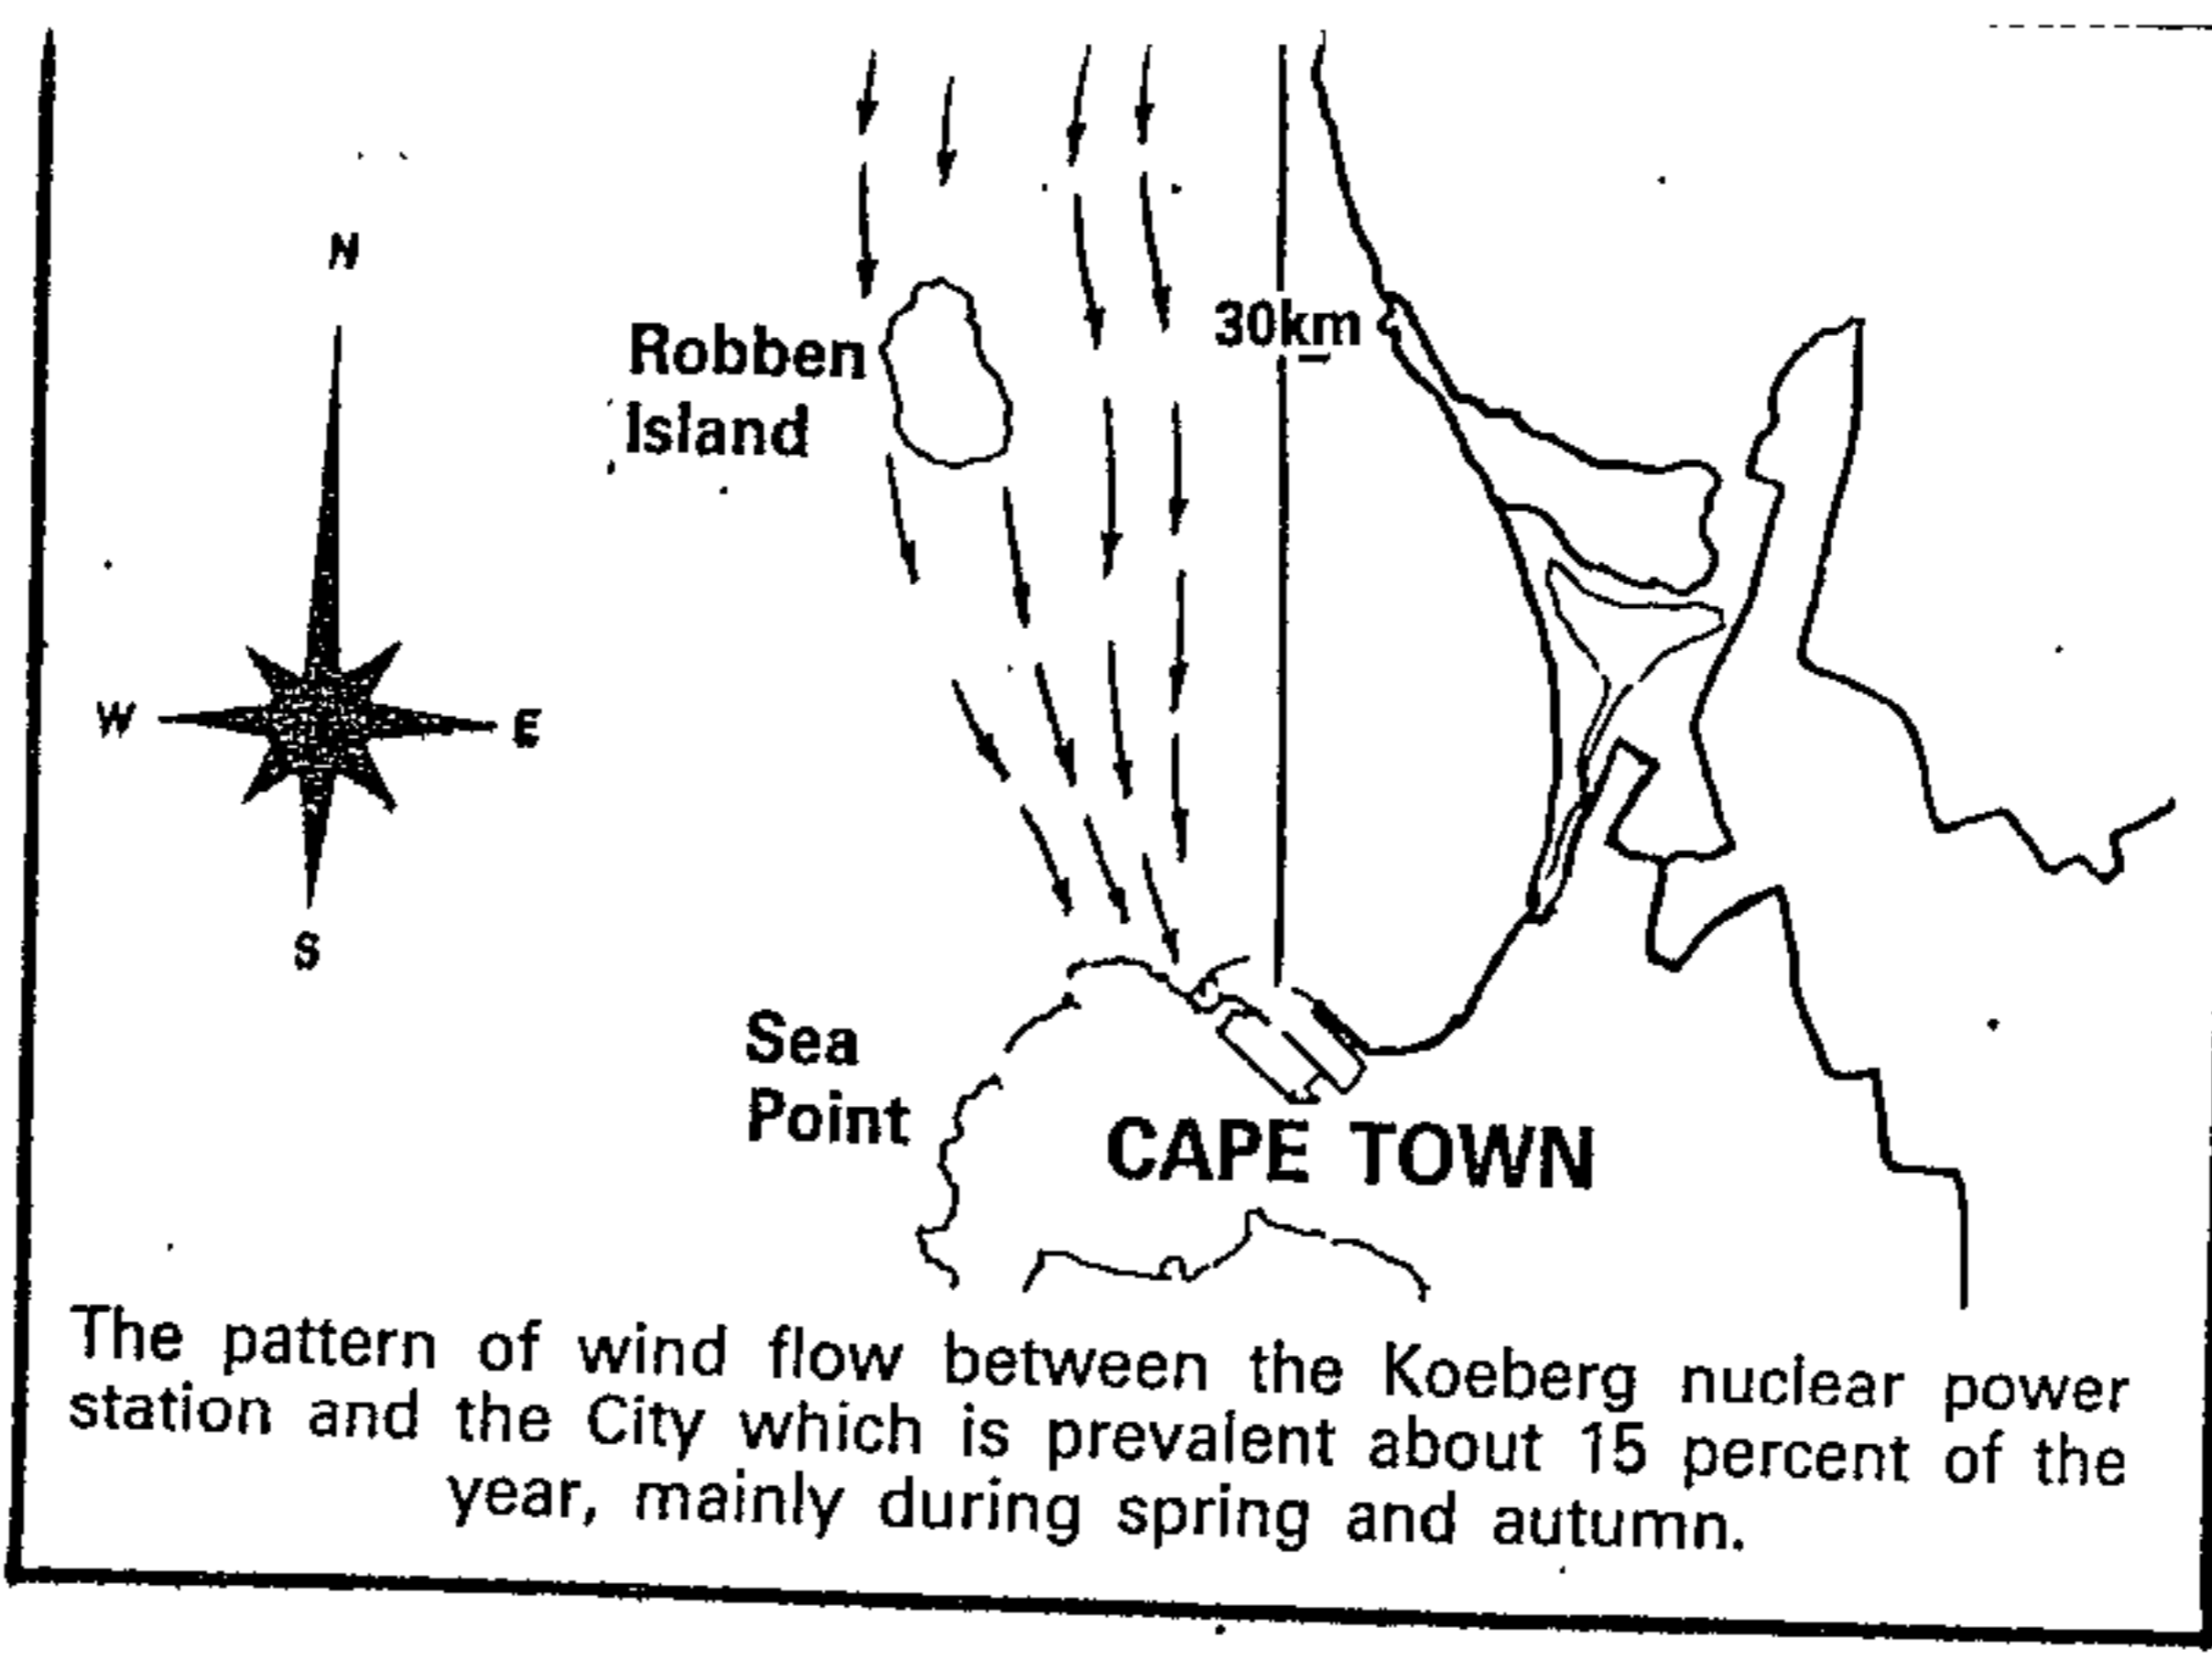 N
Robben
Island
30km
W
E
S
Sea
Point
CAPE TOWN
The pattern of wind flow between the Koeberg nuclear power
station and the City which is prevalent about 15 percent of the
year, mainly during spring and autumn.